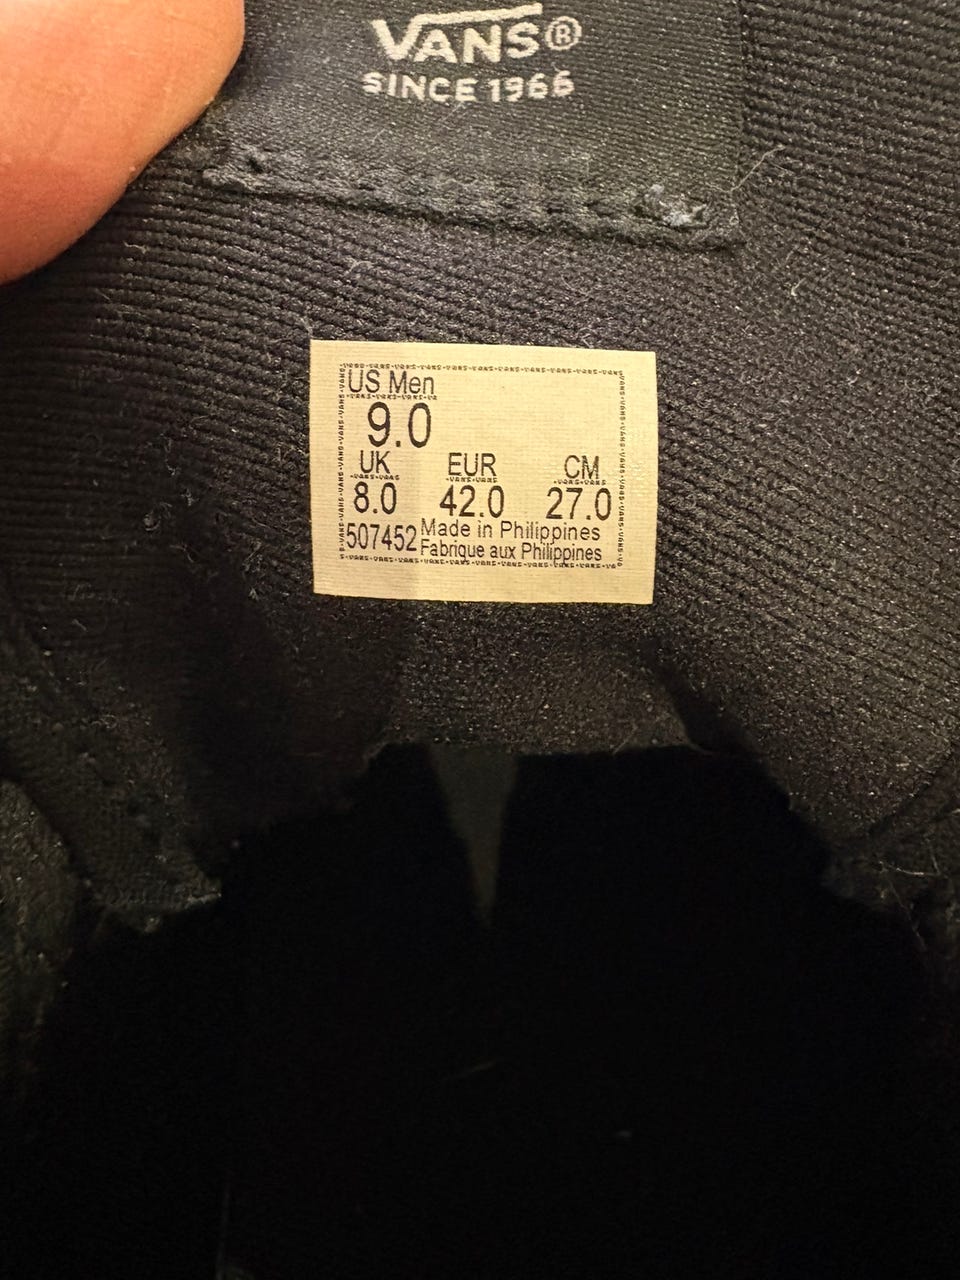 VANS®
SINCE 1966
US Men
9.0
UK EUR CM
8.0 42.0 27.0
507452 Made in Philippines
Fabrique aux Philippines